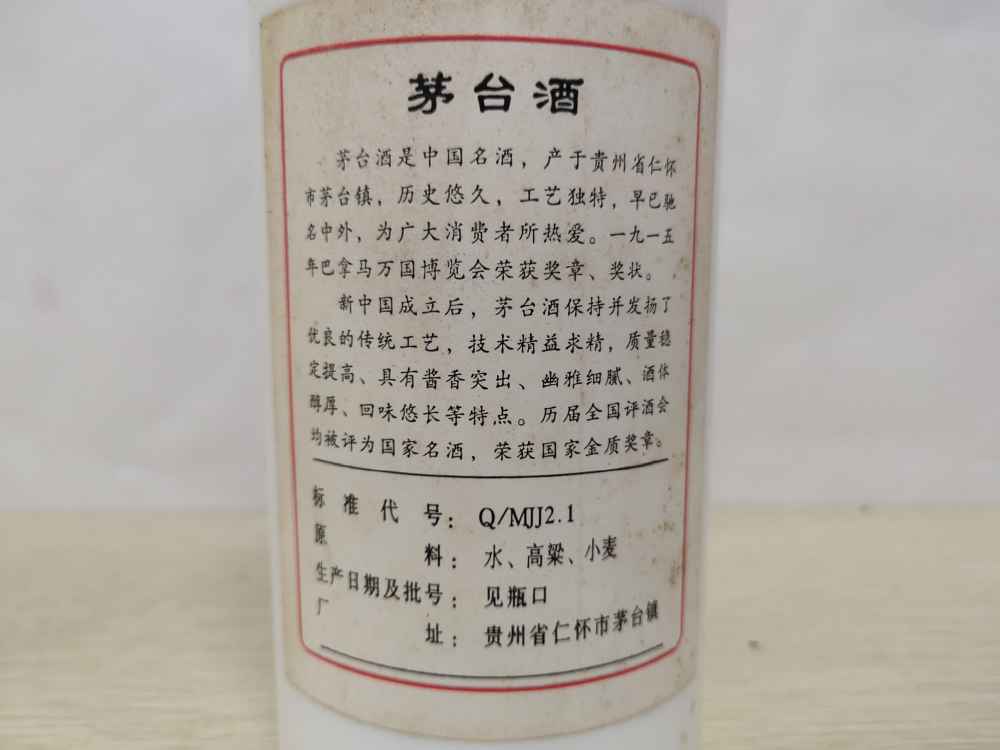 茅台酒
茅台酒是中国名酒，产于贵州省仁怀
市茅台镇，历史悠久，工艺独特，早已驰
名中外，为广大消费者所热爱。一九一五
年巴拿马万国博览会荣获奖章、奖状。
新中国成立后，茅台酒保持并发扬了
优良的传统工艺，技术精益求精，质量稳
定提高、具有酱香突出、幽雅细腻、酒体
醇厚、回味悠长等特点。历届全国评酒会
均被评为国家名酒，荣获国家金质奖章。
标准代号：Q/MJJ2.1
原料：水、高粱、小麦
生产日期及批号：见瓶口
厂址：贵州省仁怀市茅台镇